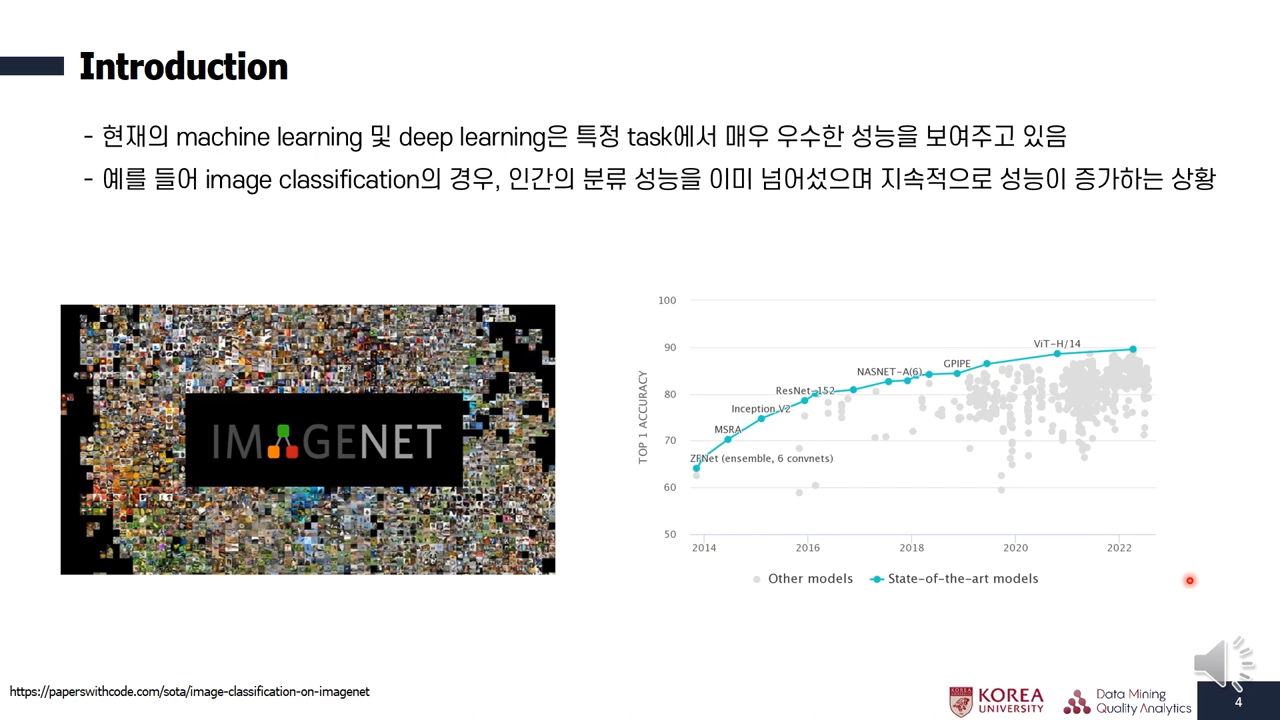 Introduction
- 현재의 machine learning 및 deep learning은 특정 task에서 매우 우수한 성능을 보여주고 있음
- 예를 들어 image classification의 경우, 인간의 분류 성능을 이미 넘어섰으며 지속적으로 성능이 증가하는 상황
IMAGENET
TOP 1 ACCURACY
100
90
80
70
60
50
ViT-H/14
GPIPE
NASNET-A(6)
ResNet-152
Inception V2
MSRA
ZFNet (ensemble, 6 convnets)
2014 2016 2018 2020 2022
Other models State-of-the-art models
https://paperswithcode.com/sota/image-classification-on-imagenet
KOREA
UNIVERSITY
Data Mining
Quality Analytics
4